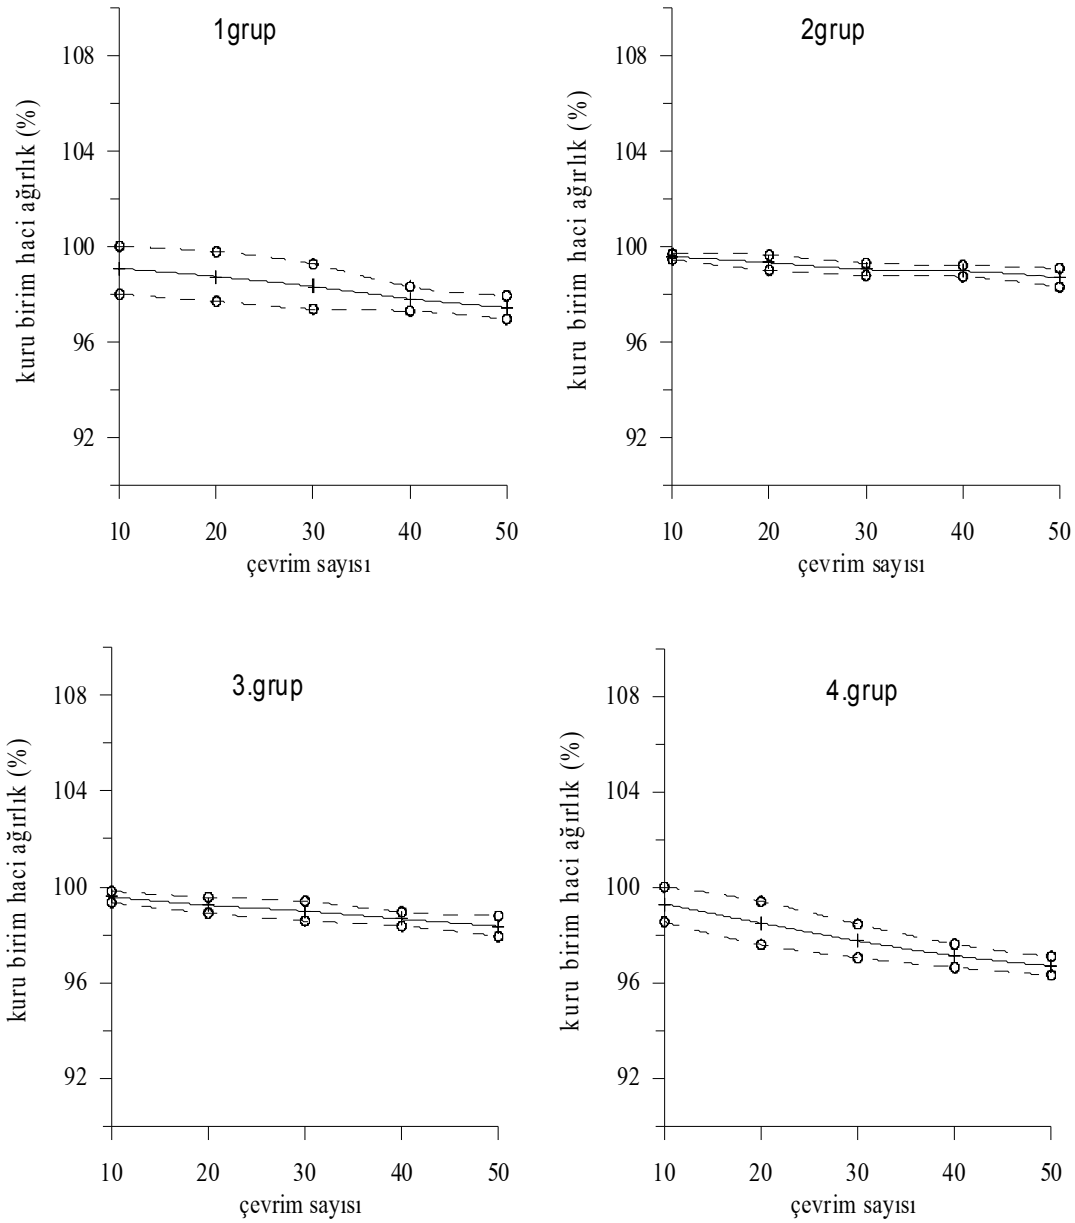 1grup
108
104
100
96
92
kuru birim haci ağırlık (%)
10 20 30 40 50
çevrim sayısı
2grup
108
104
100
96
92
kuru birim haci ağırlık (%)
10 20 30 40 50
çevrim sayısı
3.grup
108
104
100
96
92
kuru birim haci ağırlık (%)
10 20 30 40 50
çevrim sayısı
4.grup
108
104
100
96
92
kuru birim haci ağırlık (%)
10 20 30 40 50
çevrim sayısı